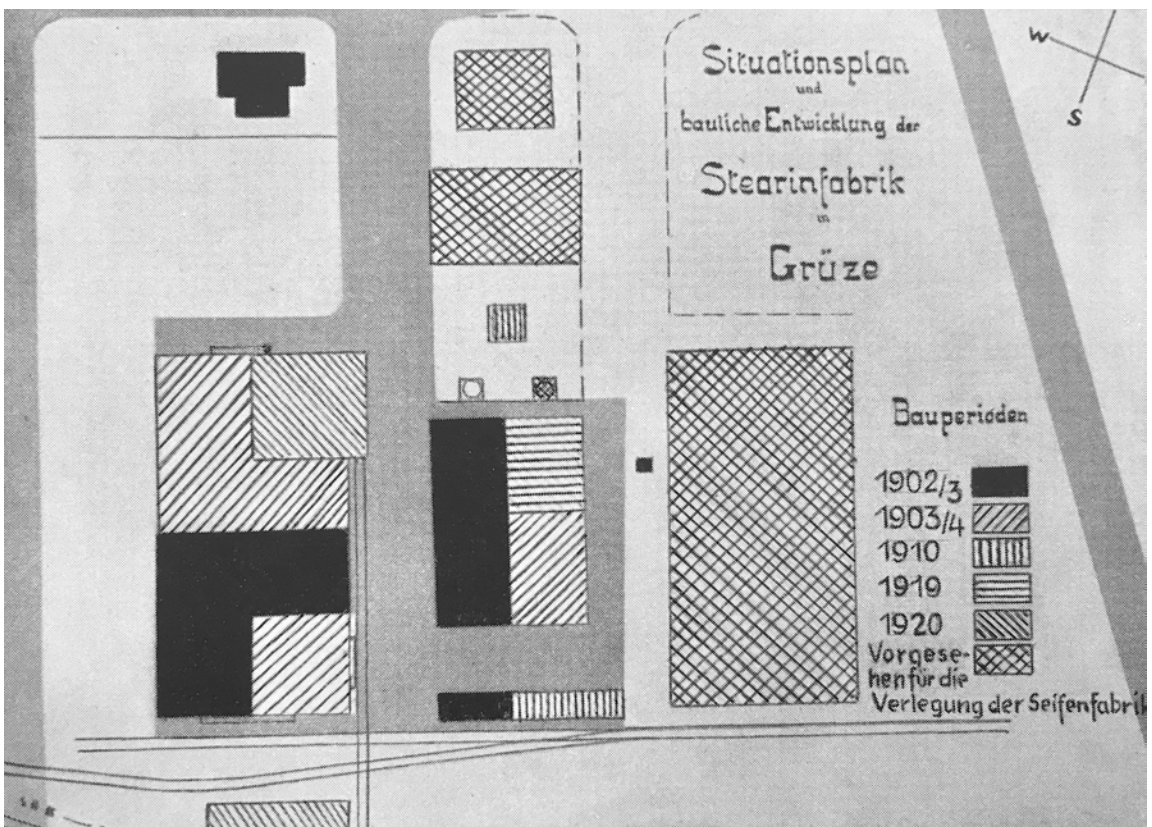 Situationsplan
und
bauliche Entwicklung der
Stearinfabrik
in
Grüze
W
S
Bauperioden
1902/3
1903/4
1910
1919
1920
Vorgese-
hen für die
Verlegung der Seifenfabrik